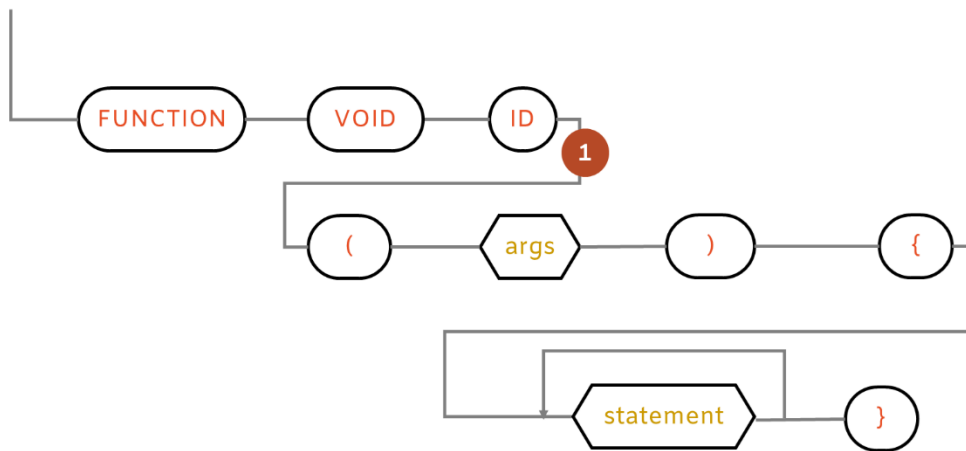 FUNCTION VOID ID
1
( args ) {
statement }